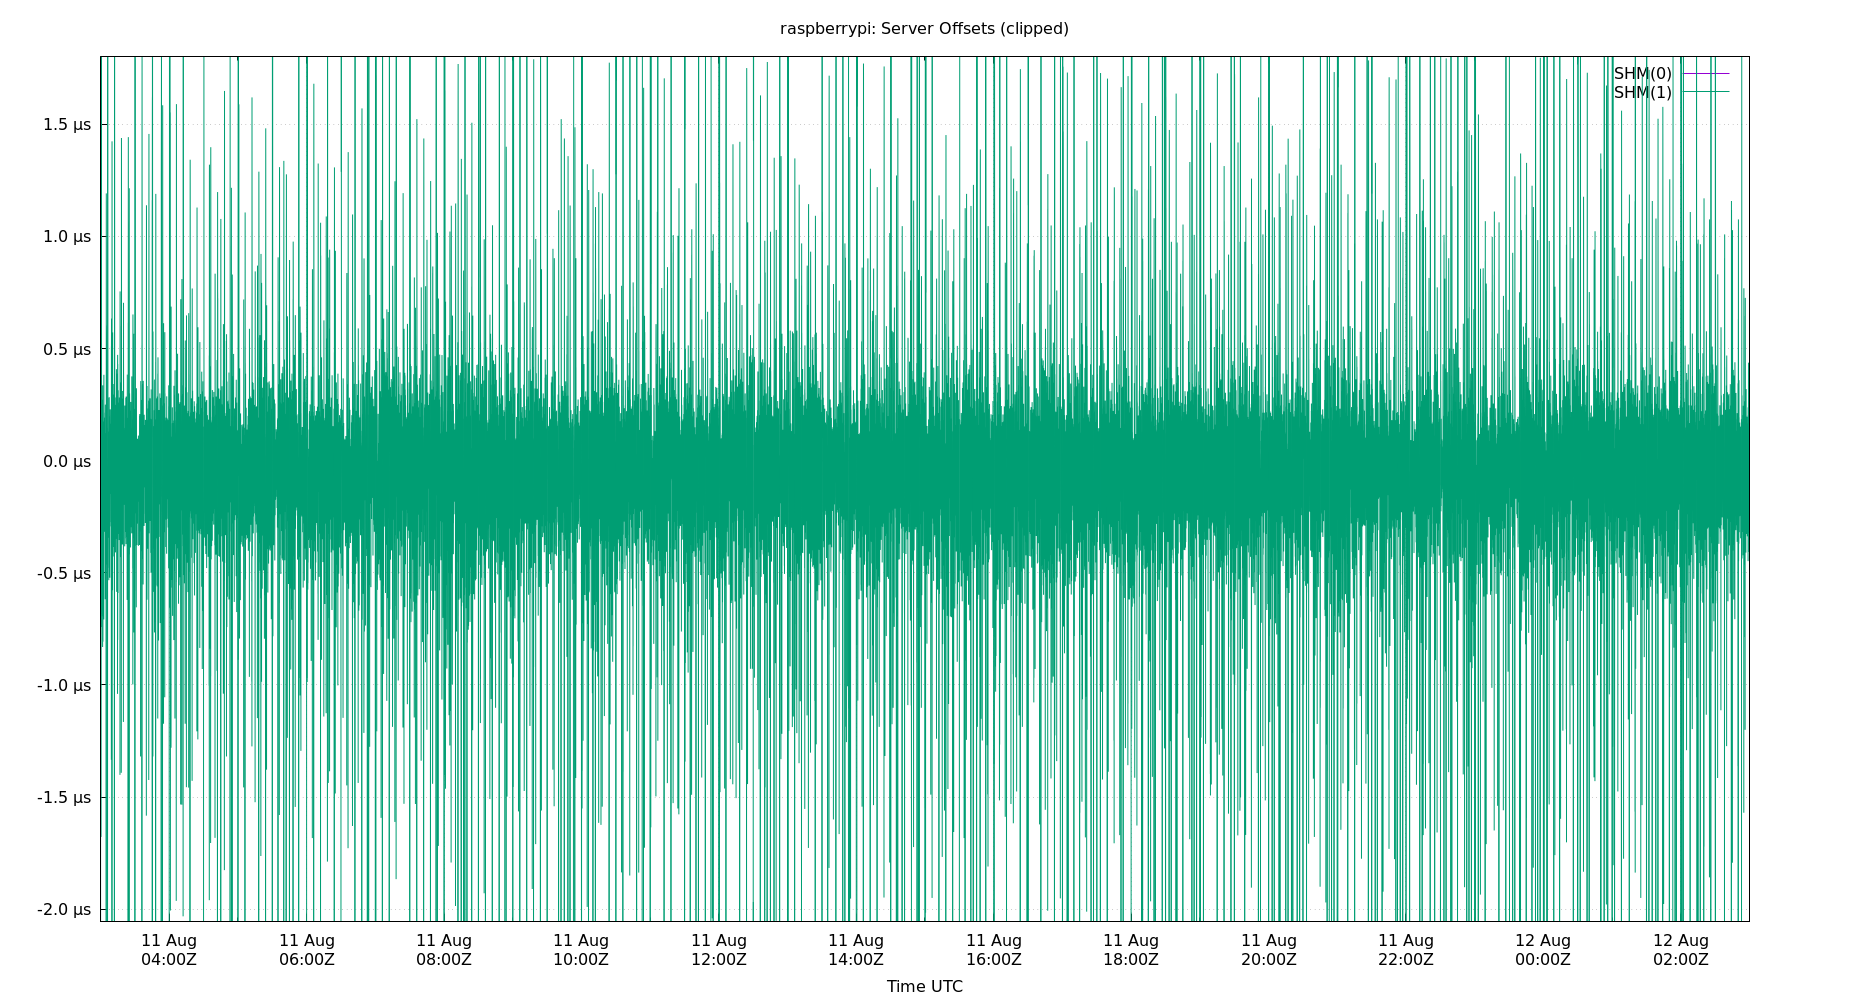 raspberrypi: Server Offsets (clipped)
SHM(0)
SHM(1)
1.5 µs
1.0 µs
0.5 µs
0.0 µs
-0.5 µs
-1.0 µs
-1.5 µs
-2.0 µs
11 Aug 11 Aug 11 Aug 11 Aug 11 Aug 11 Aug 11 Aug 11 Aug 11 Aug 11 Aug 12 Aug 12 Aug
04:00Z 06:00Z 08:00Z 10:00Z 12:00Z 14:00Z 16:00Z 18:00Z 20:00Z 22:00Z 00:00Z 02:00Z
Time UTC